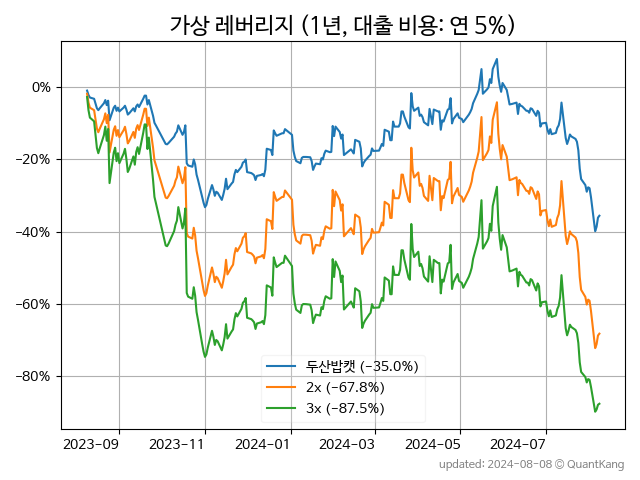 가상 레버리지 (1년, 대출 비용: 연 5%)
0%
−20%
−40%
−60%
−80%
두산밥캣 (−35.0%)
2x (−67.8%)
3x (−87.5%)
2023-09 2023-11 2024-01 2024-03 2024-05 2024-07
updated: 2024-08-08 © QuantKang